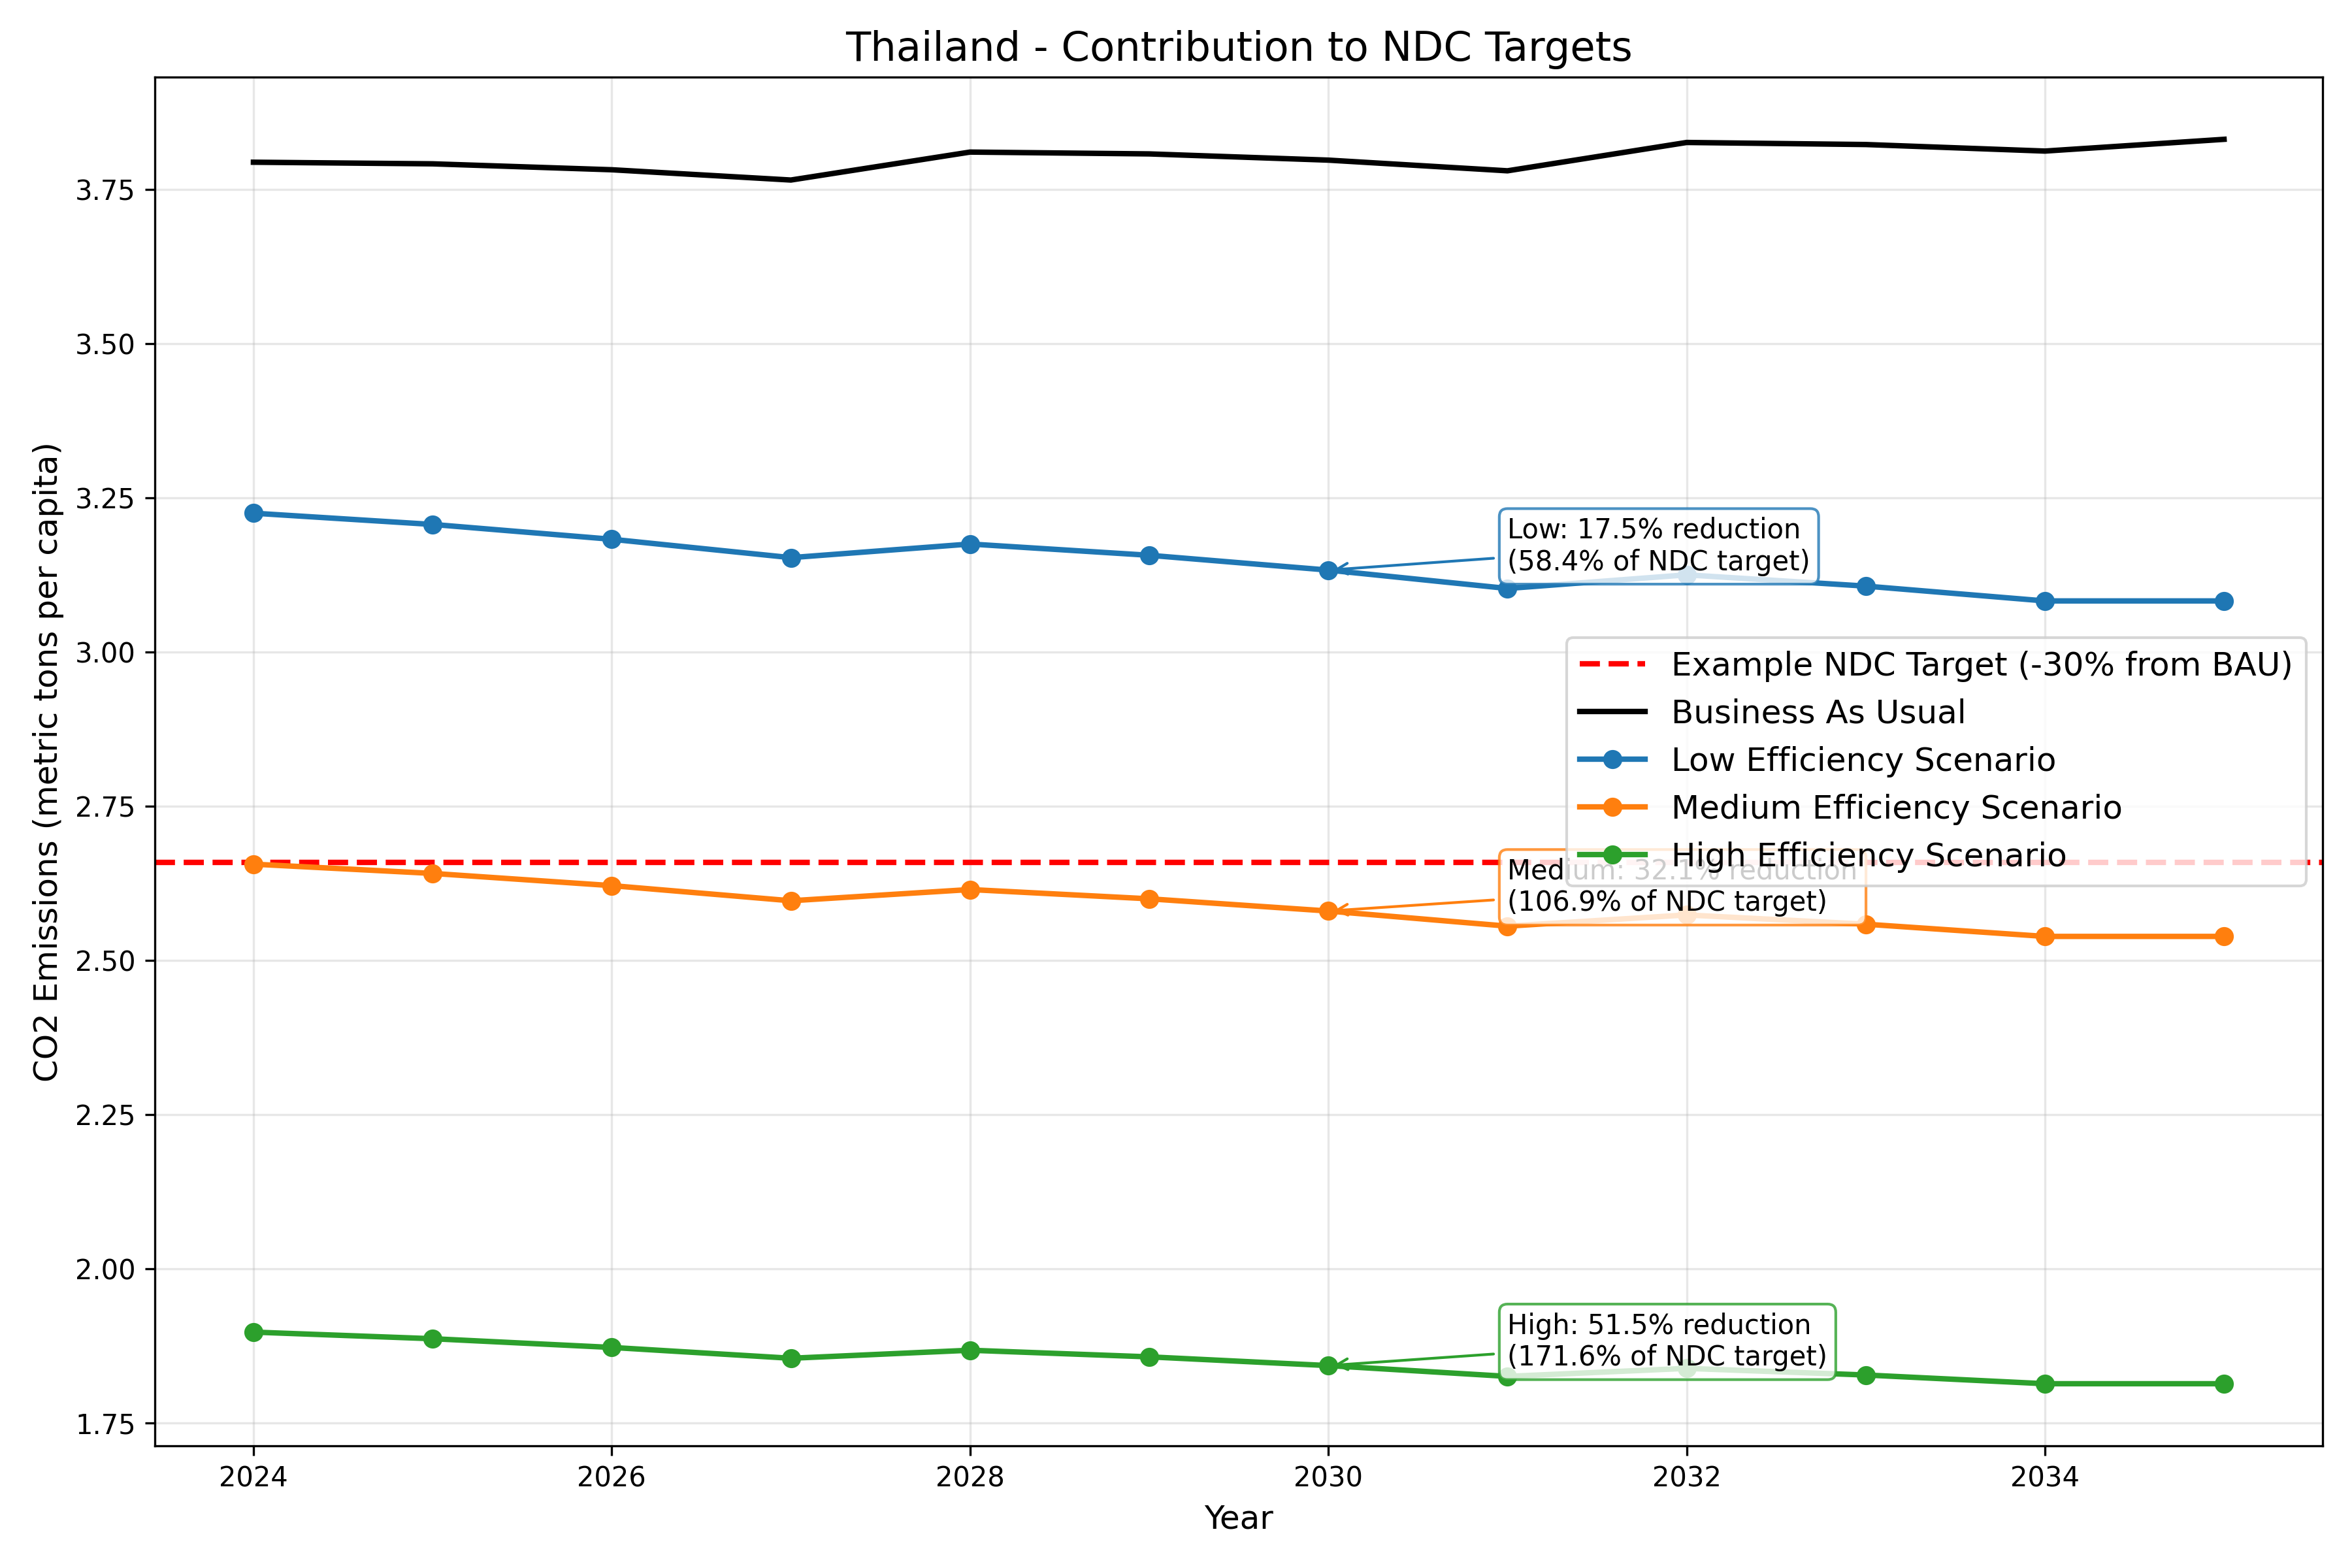 Thailand - Contribution to NDC Targets
CO2 Emissions (metric tons per capita)
3.75
3.50
3.25
3.00
2.75
2.50
2.25
2.00
1.75
Low: 17.5% reduction
(58.4% of NDC target)
Example NDC Target (-30% from BAU)
Business As Usual
Low Efficiency Scenario
Medium Efficiency Scenario
High Efficiency Scenario
Medium: 32.1% reduction
(106.9% of NDC target)
High: 51.5% reduction
(171.6% of NDC target)
2024 2026 2028 2030 2032 2034
Year